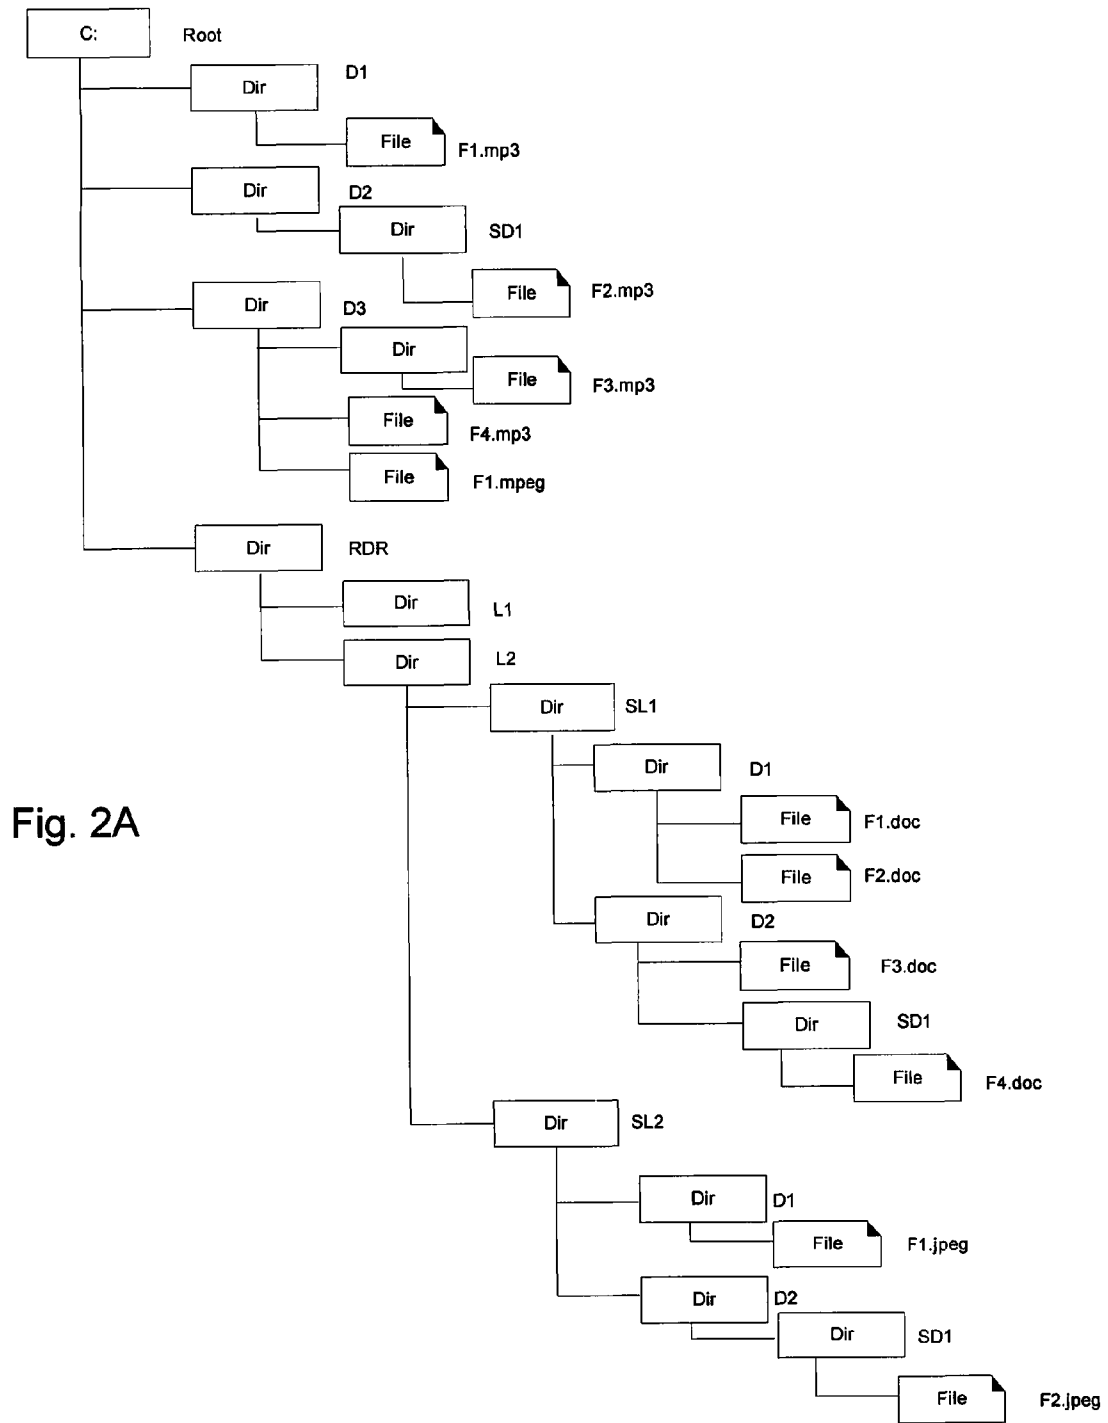 C: Root
Dir D1
File F1.mp3
Dir D2
Dir SD1
File F2.mp3
Dir D3
Dir
File F3.mp3
File F4.mp3
File F1.mpeg
Dir RDR
Dir L1
Dir L2
Dir SL1
Dir D1
File F1.doc
Fig. 2A
File F2.doc
Dir D2
File F3.doc
Dir SD1
File F4.doc
Dir SL2
Dir D1
File F1.jpeg
Dir D2
Dir SD1
File F2.jpeg